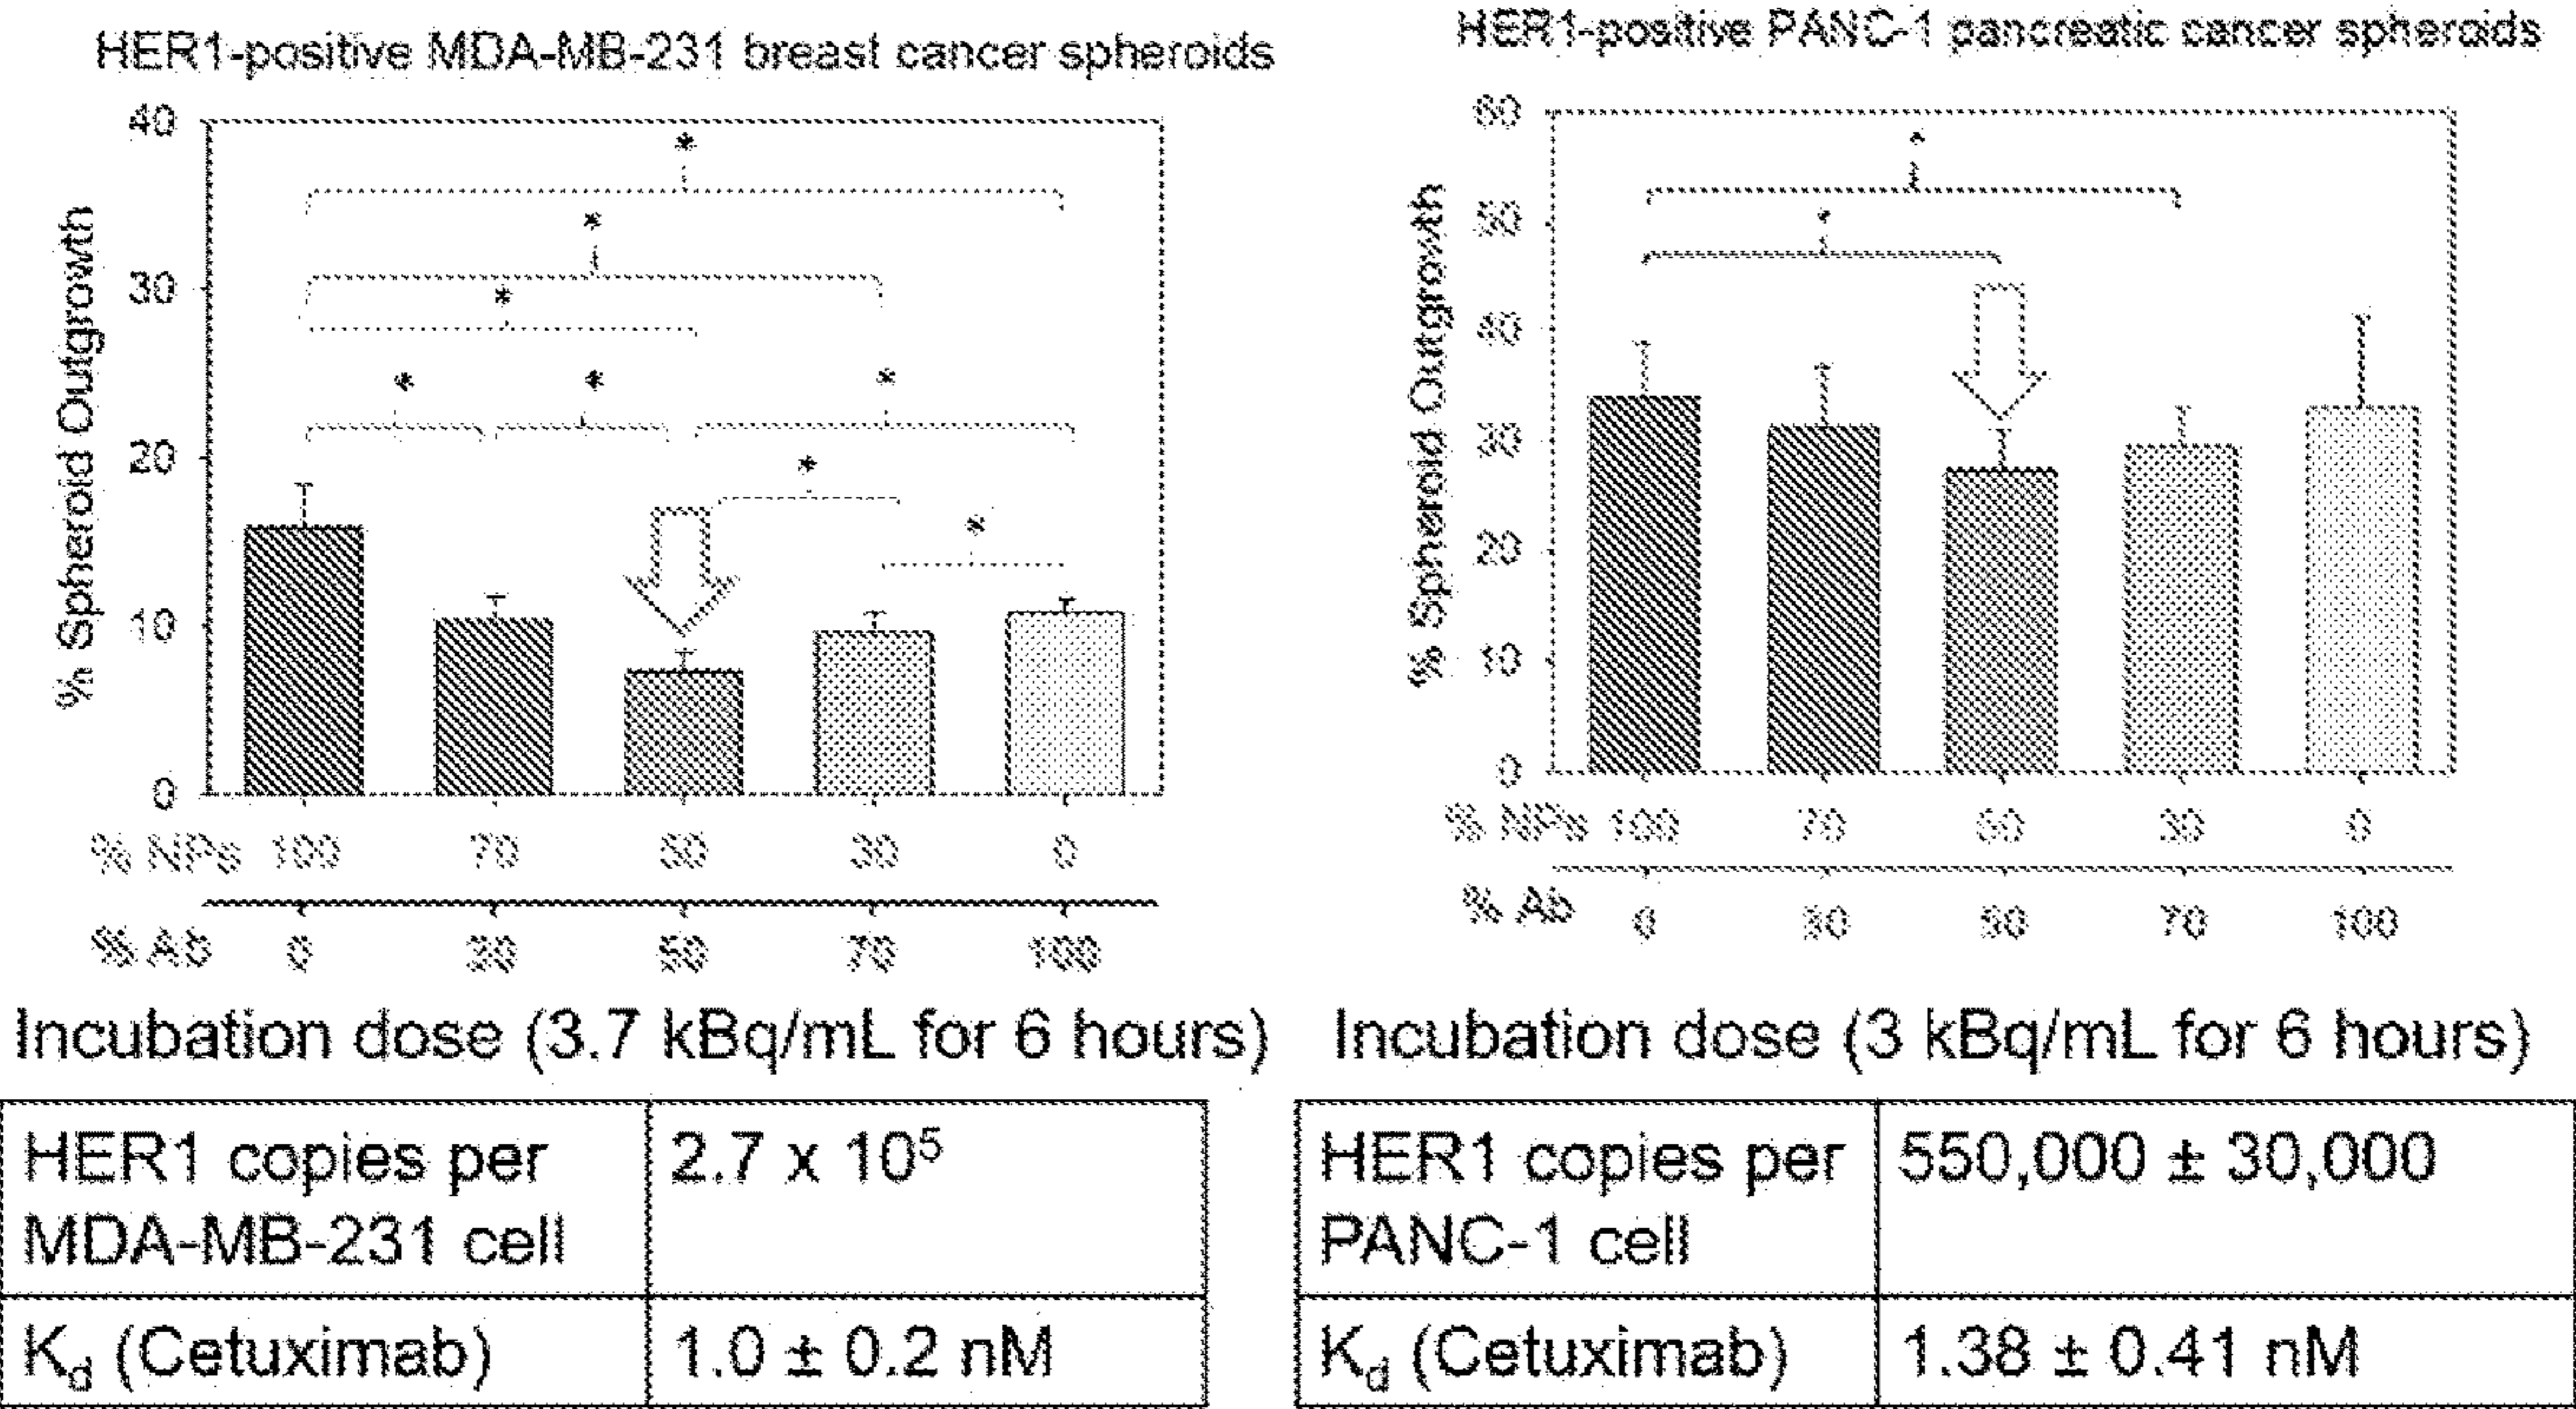 HER1-positive MDA-MB-231 breast cancer spheroids
% Spheroid Outgrowth
40
30
20
10
0
* * * * * * * *
% NPs 100 70 50 30 0
% Ab 0 30 50 70 100
Incubation dose (3.7 kBq/mL for 6 hours)
HER1 copies per 2.7 x 10⁵
MDA-MB-231 cell
Kd (Cetuximab) 1.0 ± 0.2 nM
HER1-positive PANC-1 pancreatic cancer spheroids
% Spheroid Outgrowth
60
50
40
30
20
10
0
* *
% NPs 100 70 50 30 0
% Ab 0 30 50 70 100
Incubation dose (3 kBq/mL for 6 hours)
HER1 copies per 550,000 ± 30,000
PANC-1 cell
Kd (Cetuximab) 1.38 ± 0.41 nM